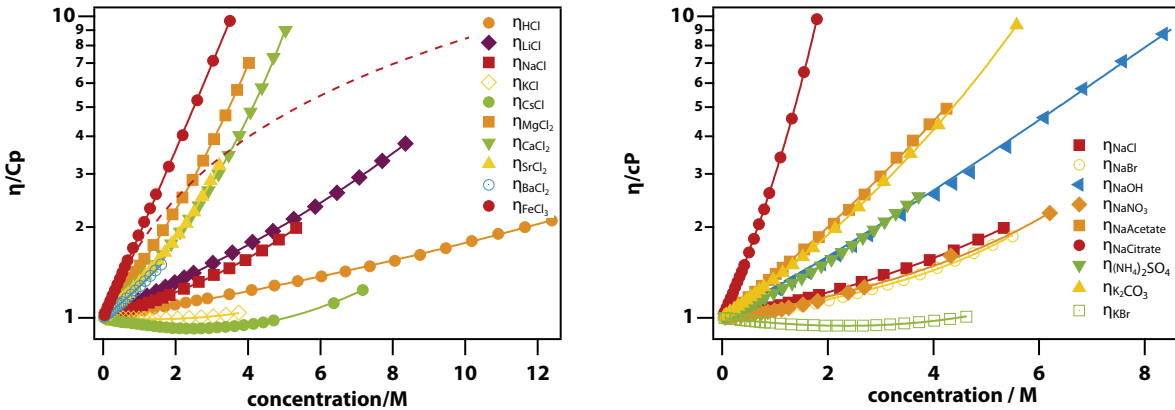 10
9
8
7
6
5
4
3
2
1
η/Cp
0
2
4
6
8
10
12
concentration/M
ηHCl
ηLiCl
ηNaCl
ηKCl
ηCsCl
ηMgCl2
ηCaCl2
ηSrCl2
ηBaCl2
ηFeCl3
10
9
8
7
6
5
4
3
2
1
η/cP
0
2
4
6
8
concentration / M
ηNaCl
ηNaBr
ηNaOH
ηNaNO3
ηNaAcetate
ηNaCitrate
η(NH4)2SO4
ηK2CO3
ηKBr